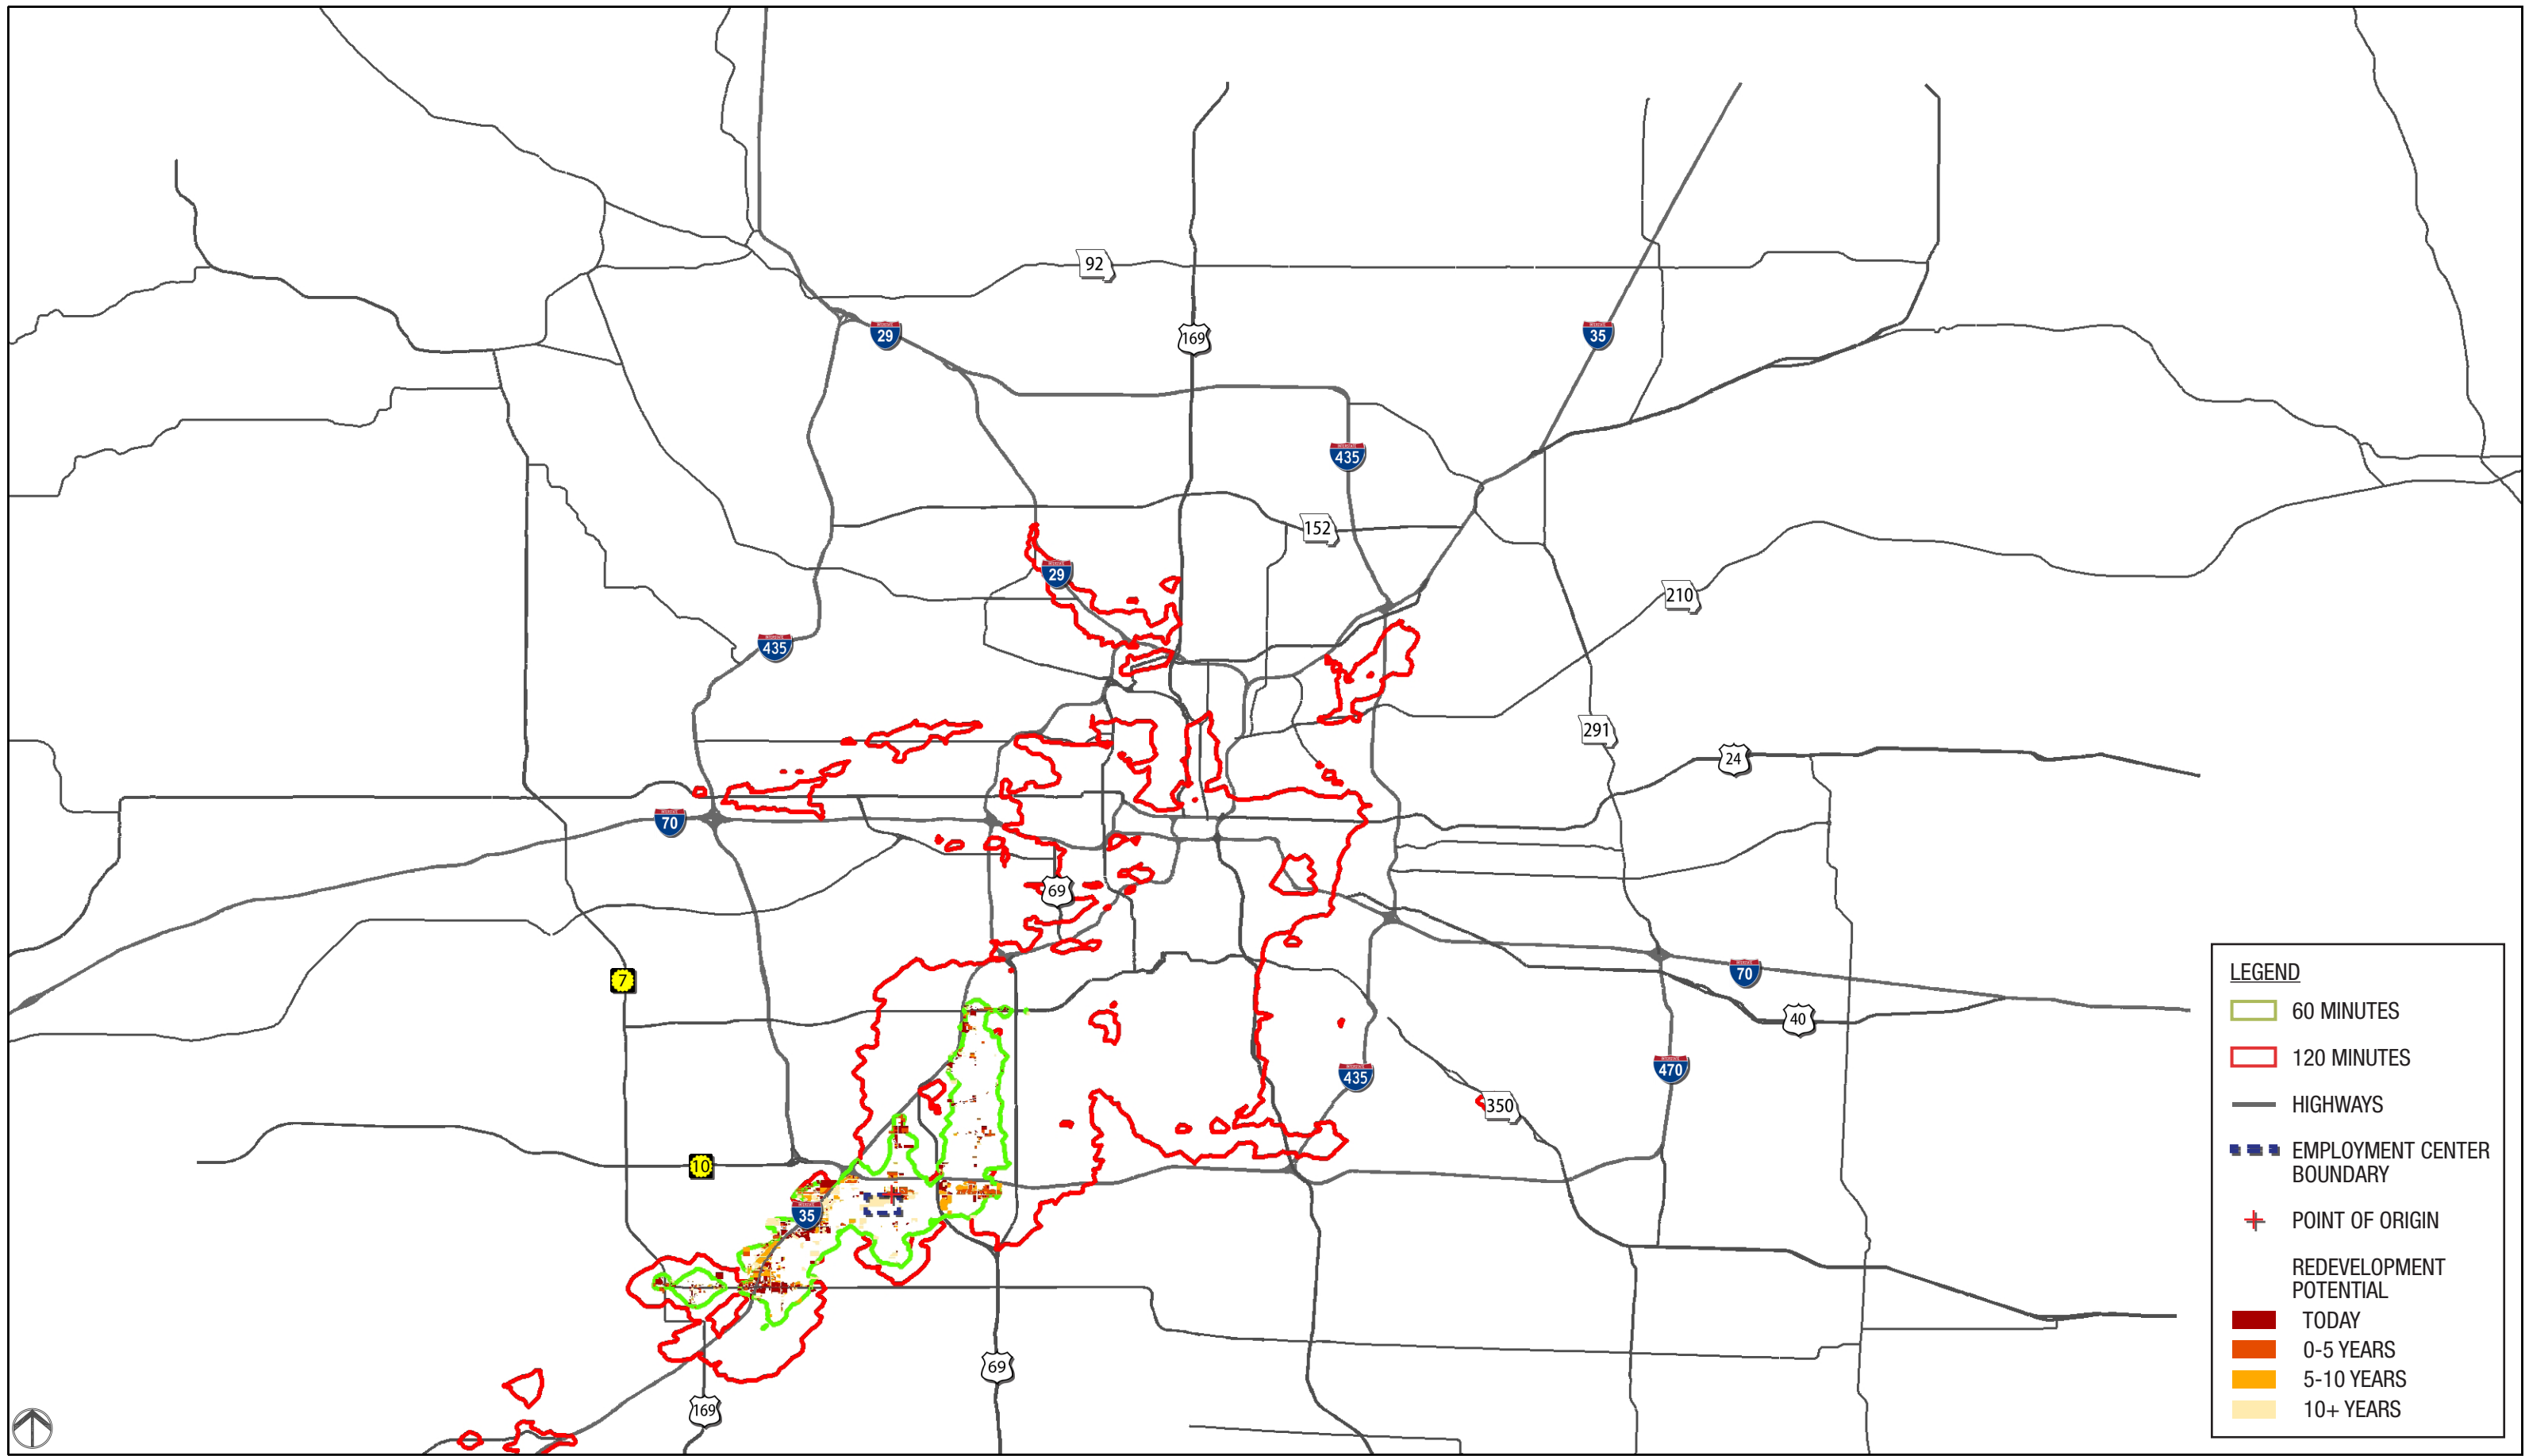 92
29
169
35
435
152
29
210
435
291
24
70
69
7
70
40
435
470
350
10
35
69
169
LEGEND
60 MINUTES
120 MINUTES
HIGHWAYS
EMPLOYMENT CENTER
BOUNDARY
POINT OF ORIGIN
REDEVELOPMENT
POTENTIAL
TODAY
0-5 YEARS
5-10 YEARS
10+ YEARS